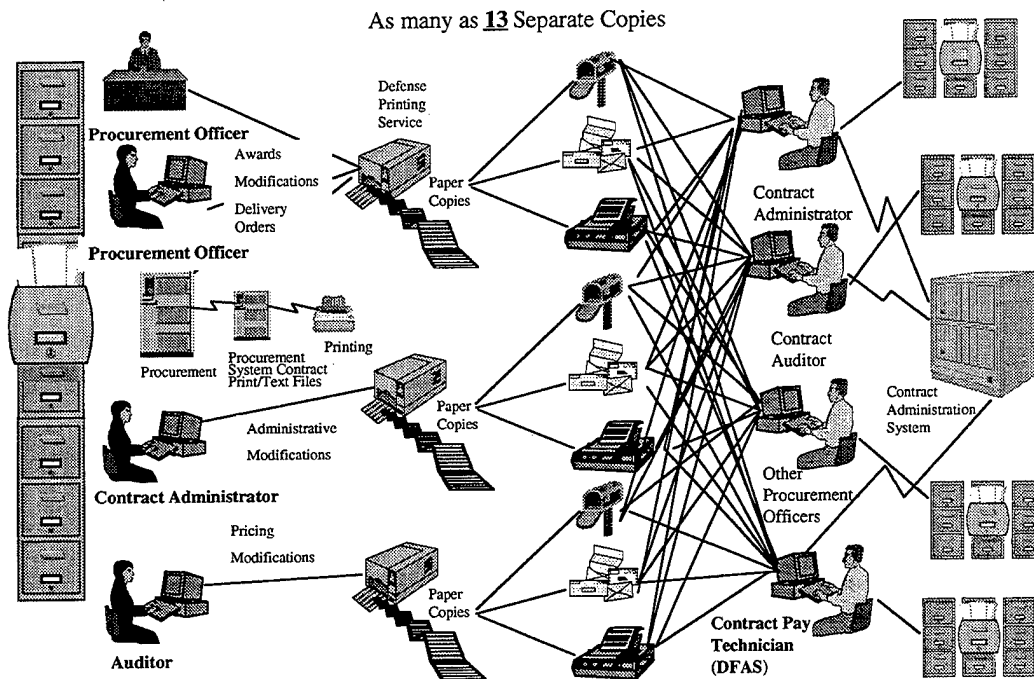 As many as 13 Separate Copies
Defense
Printing
Service
Procurement Officer
Awards
Modifications
Delivery
Orders
Paper
Copies
Contract
Administrator
Procurement Officer
Procurement
Procurement
System Contract
Print/Text Files
Printing
Contract
Auditor
Administrative
Modifications
Paper
Copies
Contract
Administration
System
Contract Administrator
Other
Procurement
Officers
Pricing
Modifications
Paper
Copies
Auditor
Contract Pay
Technician
(DFAS)